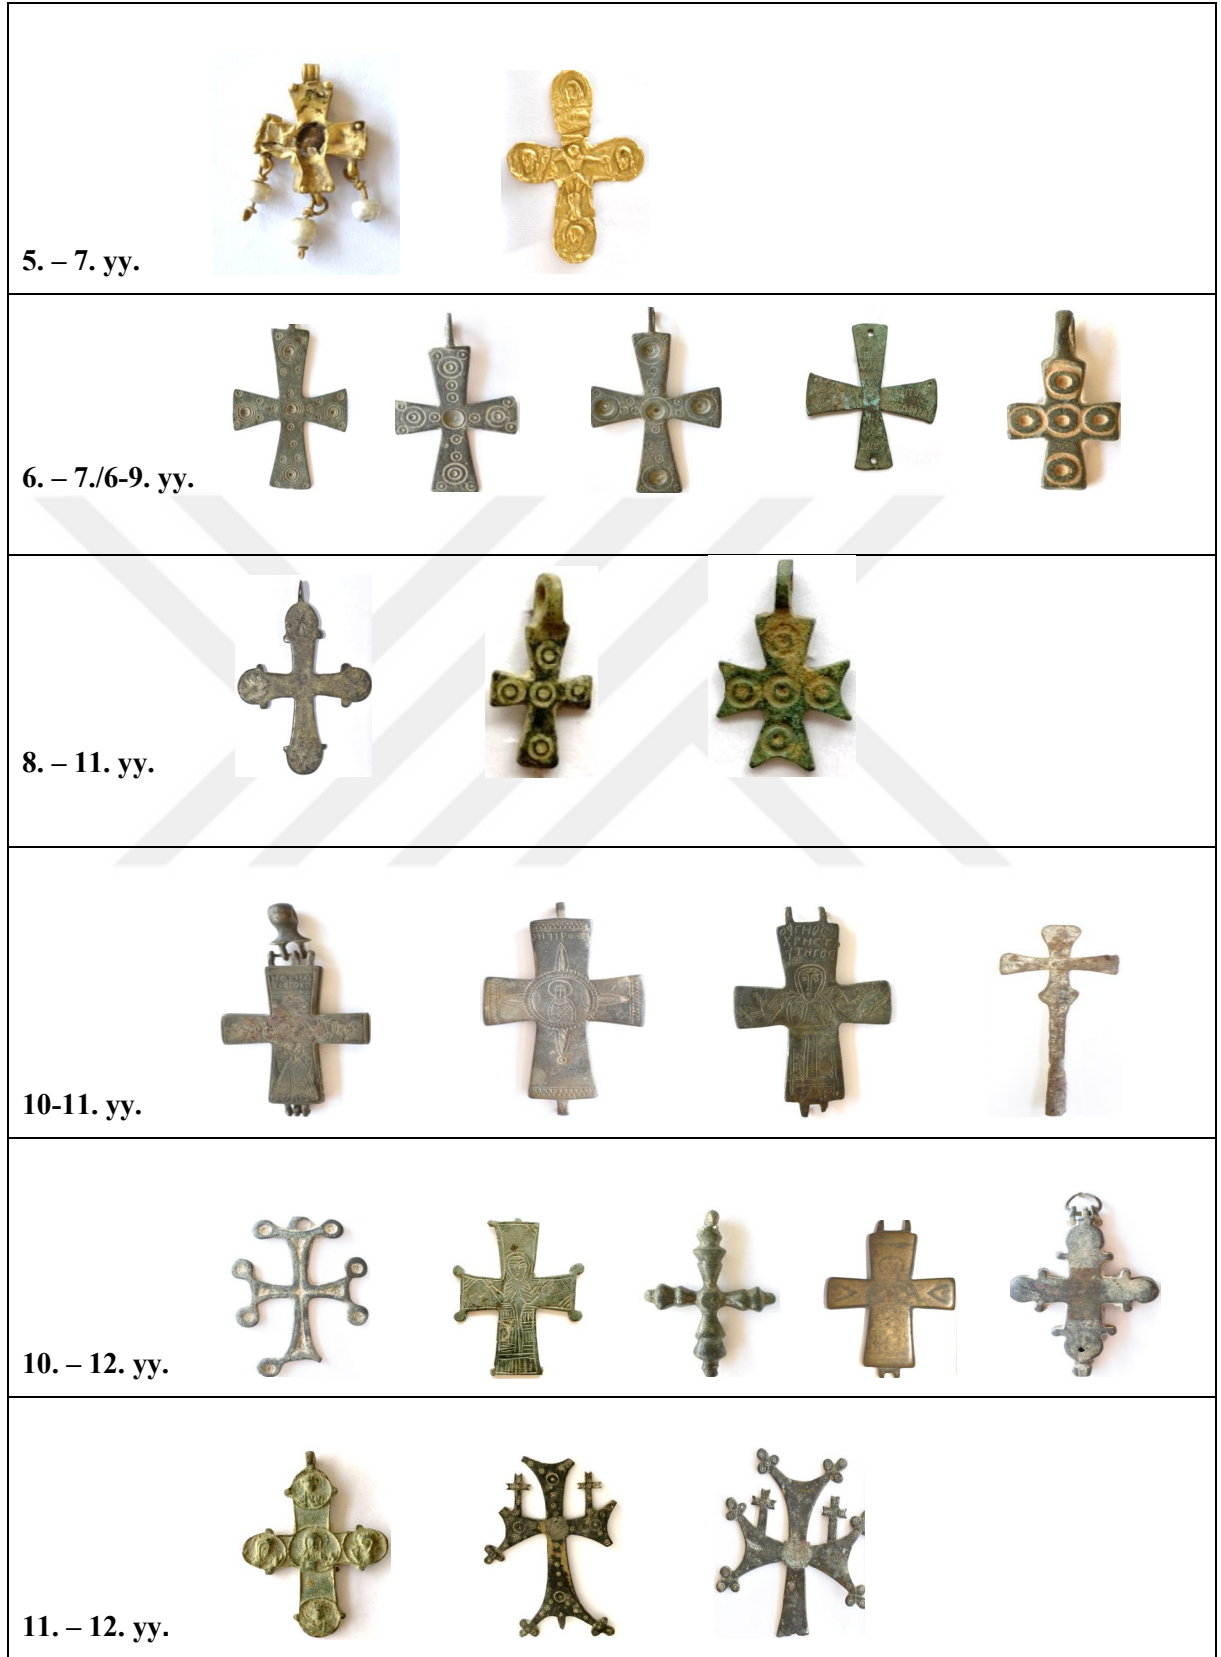 5. – 7. yy.
6. – 7./6-9. yy.
8. – 11. yy.
10-11. yy.
10. – 12. yy.
11. – 12. yy.